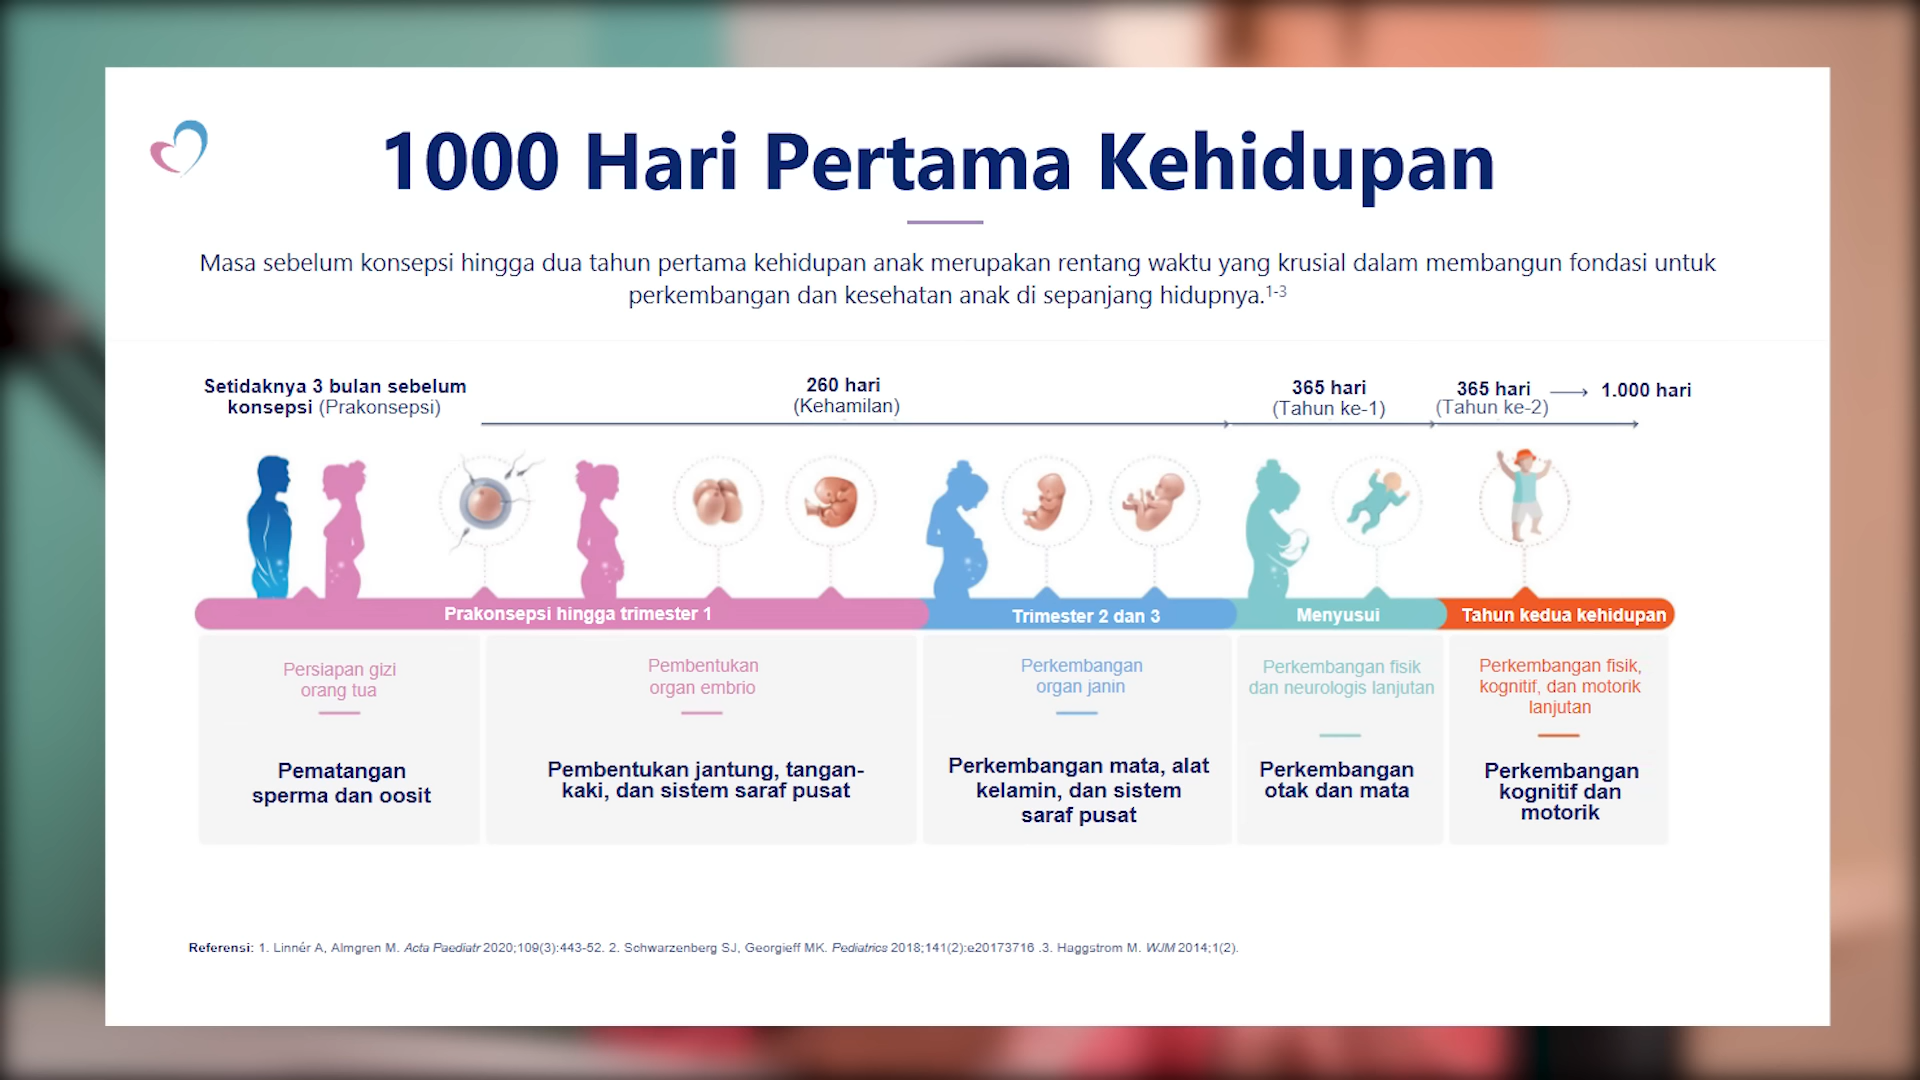 1000 Hari Pertama Kehidupan
Masa sebelum konsepsi hingga dua tahun pertama kehidupan anak merupakan rentang waktu yang krusial dalam membangun fondasi untuk
perkembangan dan kesehatan anak di sepanjang hidupnya.1-3
Setidaknya 3 bulan sebelum
konsepsi (Prakonsepsi)
260 hari
(Kehamilan)
365 hari
(Tahun ke-1)
365 hari
(Tahun ke-2)
1.000 hari
Prakonsepsi hingga trimester 1
Trimester 2 dan 3
Menyusui
Tahun kedua kehidupan
Persiapan gizi
orang tua
Pematangan
sperma dan oosit
Pembentukan
organ embrio
Pembentukan jantung, tangan-
kaki, dan sistem saraf pusat
Perkembangan
organ janin
Perkembangan mata, alat
kelamin, dan sistem
saraf pusat
Perkembangan fisik
dan neurologis lanjutan
Perkembangan
otak dan mata
Perkembangan fisik,
kognitif, dan motorik
lanjutan
Perkembangan
kognitif dan
motorik
Referensi: 1. Linnér A, Almgren M. Acta Paediatr 2020;109(3):443-52. 2. Schwarzenberg SJ, Georgieff MK. Pediatrics 2018;141(2):e20173716 .3. Haggstrom M. WJM 2014;1(2).